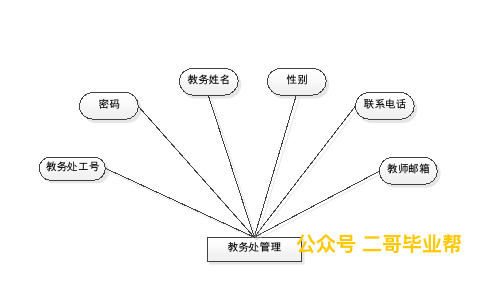 教务姓名
性别
密码
联系电话
教务处工号
教师邮箱
教务处管理
公众号 二哥毕业帮